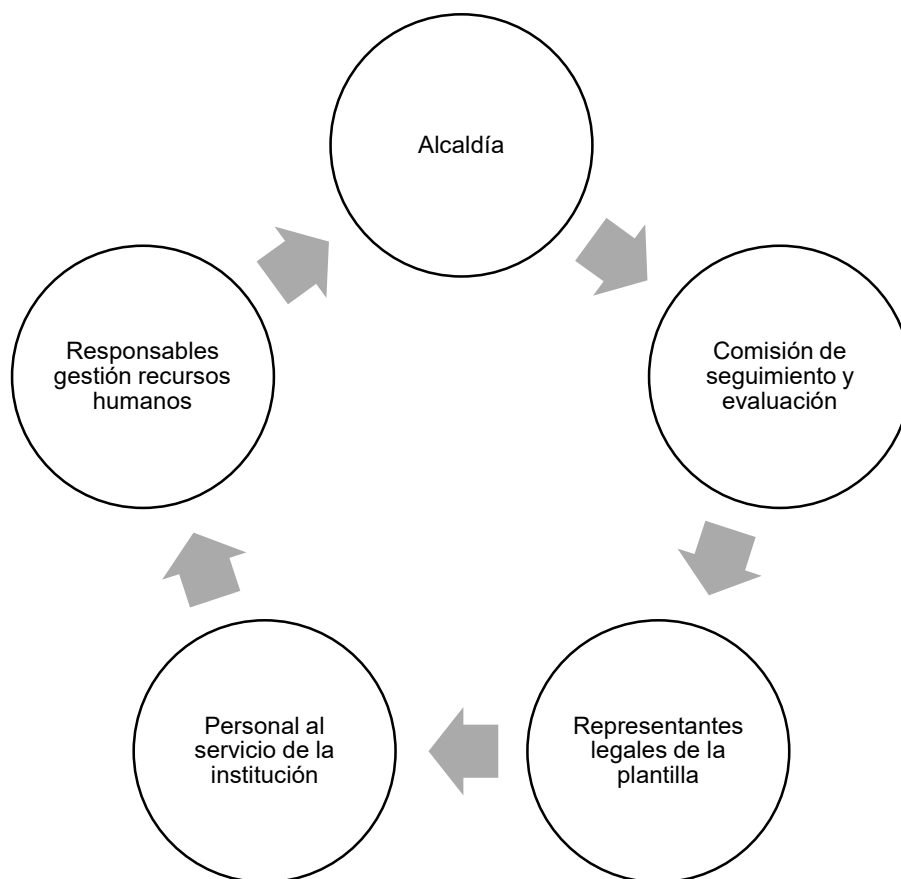 Alcaldía
Comisión de
seguimiento y
evaluación
Representantes
legales de la
plantilla
Personal al
servicio de la
institución
Responsables
gestión recursos
humanos